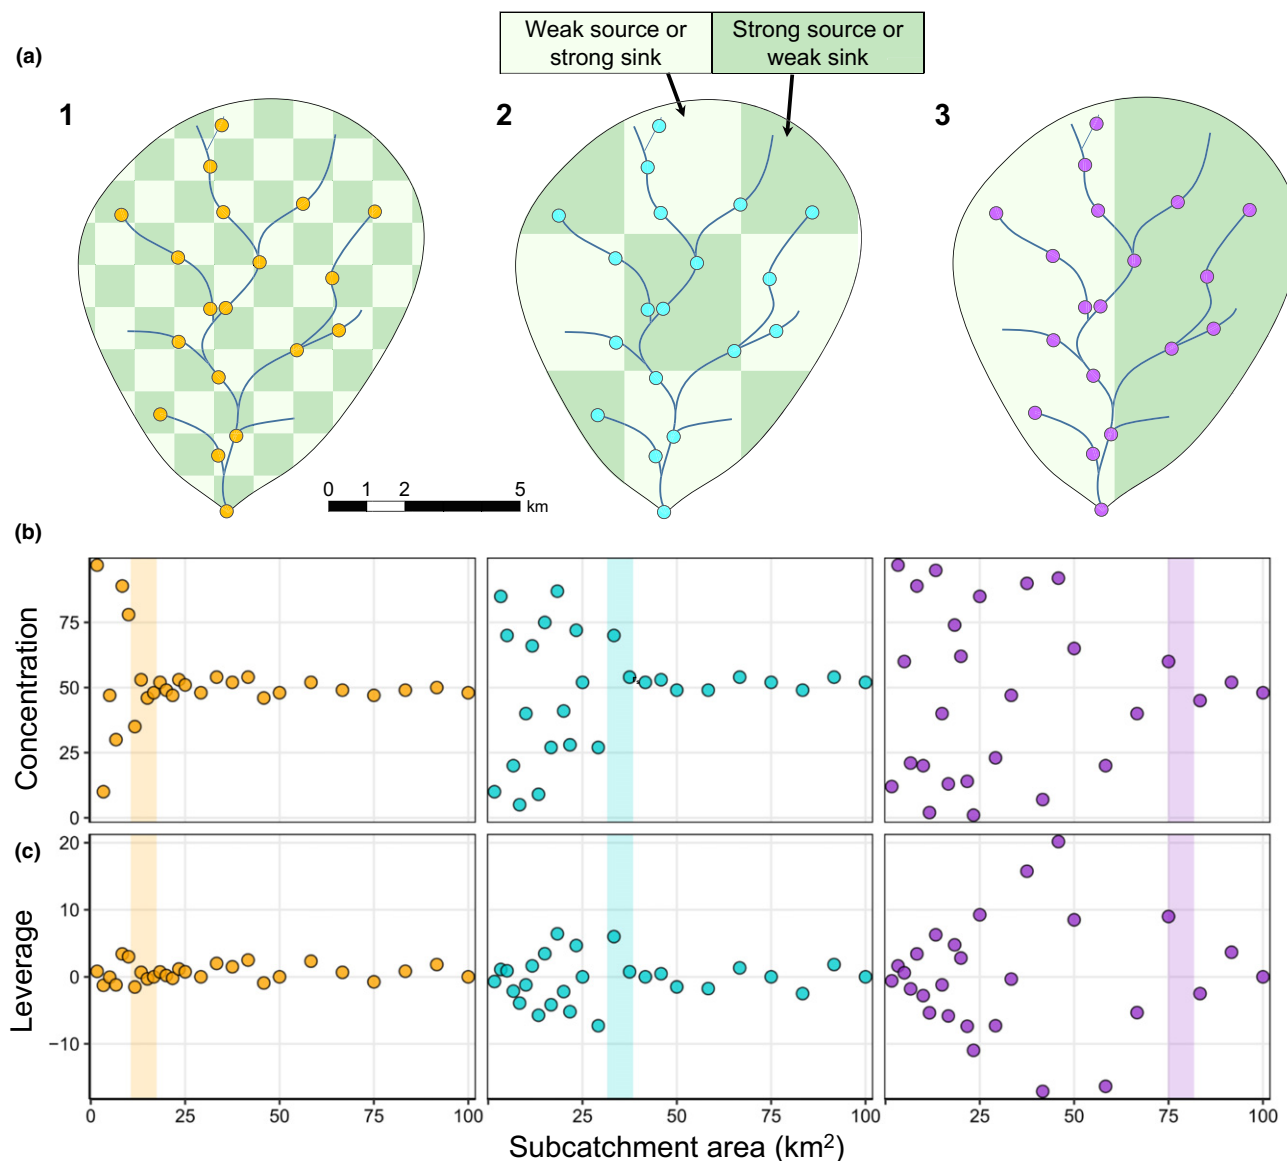 Weak source or
strong sink
Strong source or
weak sink
(a)
1
2
3
0 1 2 5
km
(b)
Concentration
75
50
25
0
(c)
Leverage
20
10
0
−10
0 25 50 75 100
25 50 75 100
25 50 75 100
Subcatchment area (km²)